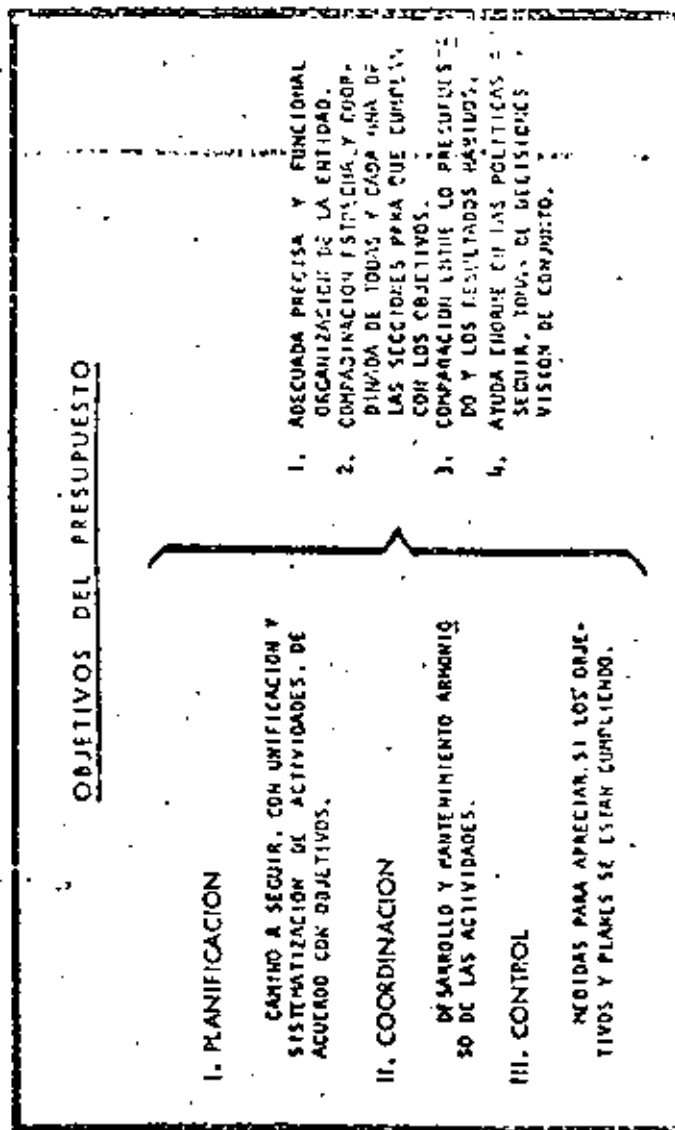 OBJETIVOS DEL PRESUPUESTO
I. PLANIFICACION
CAMINO A SEGUIR, CON UNIFICACION Y
SISTEMATIZACION DE ACTIVIDADES, DE
ACUERDO CON OBJETIVOS.
II. COORDINACION
DESARROLLO Y MANTENIMIENTO ARMONIO
SO DE LAS ACTIVIDADES.
III. CONTROL
MEDIDAS PARA APRECIAR, SI LOS OBJE-
TIVOS Y PLANES SE ESTAN CUMPLIENDO.
1. ADECUADA PRECISA Y FUNCIONAL
ORGANIZACION DE LA ENTIDAD.
2. COMPAGINACION ESTRECHA Y COOR-
DINADA DE TODAS Y CADA UNA DE
LAS SECCIONES PARA QUE CUMPLAN
CON LOS OBJETIVOS.
3. COMPARACION ENTRE LO PRESUPUESTA
DO Y LOS RESULTADOS HABIDOS.
4. AYUDA ENORME EN LAS POLITICAS A
SEGUIR, TOMA DE DECISIONES Y
VISION DE CONJUNTO.